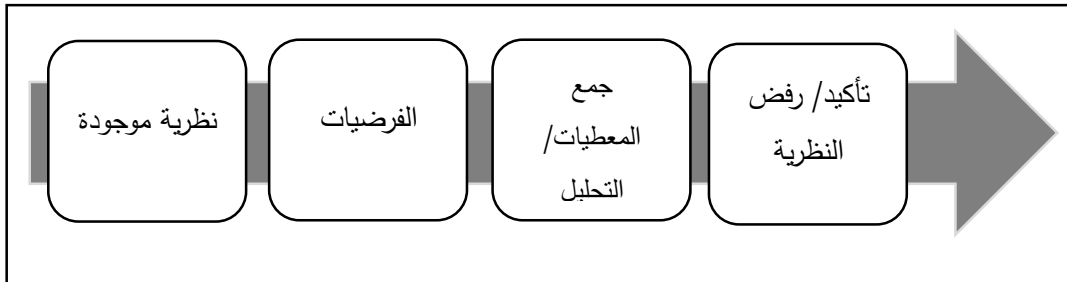 نظرية موجودة
الفرضيات
جمع
المعطيات/
التحليل
تأكيد/ رفض
النظرية